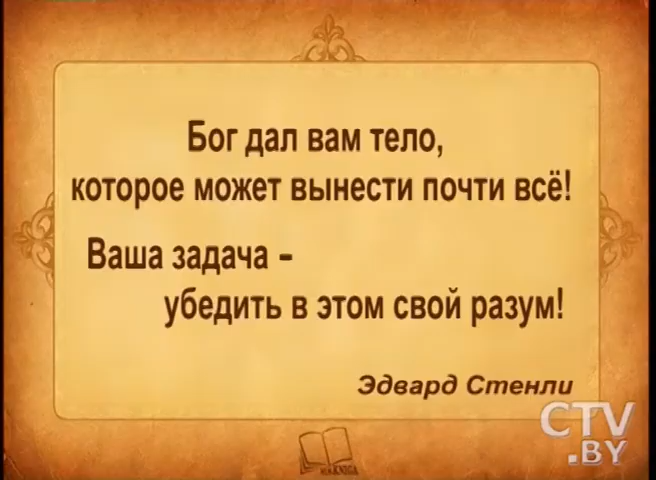 Бог дал вам тело,
которое может вынести почти всё!
Ваша задача -
убедить в этом свой разум!
Эдвард Стенли
CTV
.BY